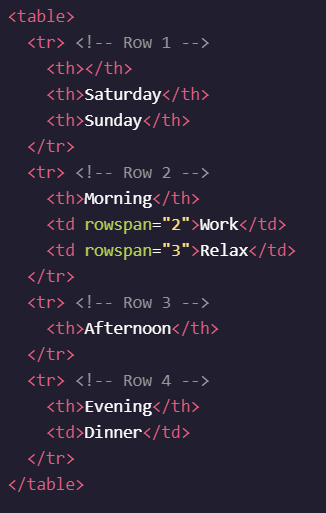 <table>
  <tr> <!-- Row 1 -->
    <th></th>
    <th>Saturday</th>
    <th>Sunday</th>
  </tr>
  <tr> <!-- Row 2 -->
    <th>Morning</th>
    <td rowspan="2">Work</td>
    <td rowspan="3">Relax</td>
  </tr>
  <tr> <!-- Row 3 -->
    <th>Afternoon</th>
  </tr>
  <tr> <!-- Row 4 -->
    <th>Evening</th>
    <td>Dinner</td>
  </tr>
</table>